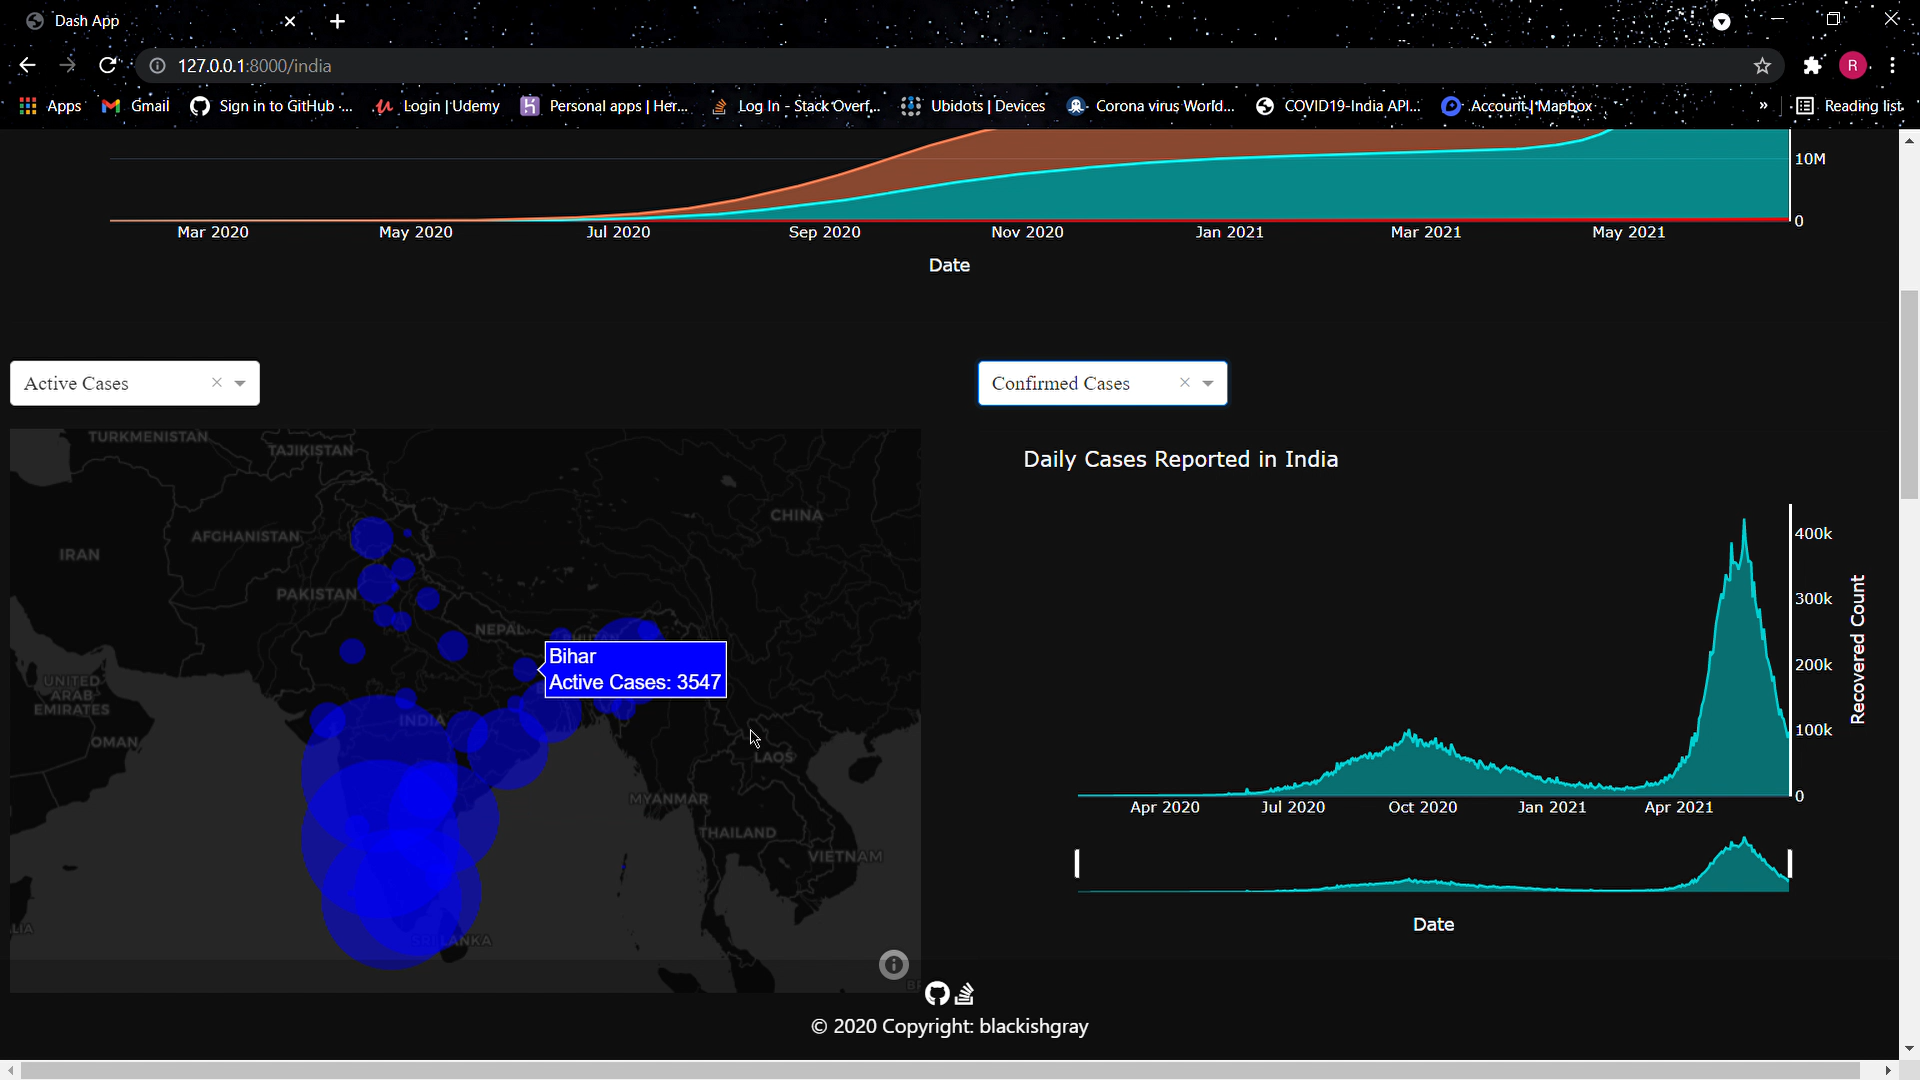 Dash App
127.0.0.1:8000/india
R
Apps
Gmail
Sign in to GitHub ·...
Login | Udemy
Personal apps | Her...
Log In - Stack Overf...
Ubidots | Devices
Corona virus World...
COVID19-India API...
Account | Mapbox
»
Reading list
10M
0
Mar 2020
May 2020
Jul 2020
Sep 2020
Nov 2020
Jan 2021
Mar 2021
May 2021
Date
Active Cases
Confirmed Cases
TURKMENISTAN
TAJIKISTAN
CHINA
AFGHANISTAN
IRAN
PAKISTAN
NEPAL
BHUTAN
Bihar
Active Cases: 3547
UNITED
ARAB
EMIRATES
INDIA
OMAN
LAOS
MYANMAR
THAILAND
VIETNAM
SRI LANKA
Daily Cases Reported in India
400k
300k
200k
100k
0
Recovered Count
Apr 2020
Jul 2020
Oct 2020
Jan 2021
Apr 2021
Date
© 2020 Copyright: blackishgray